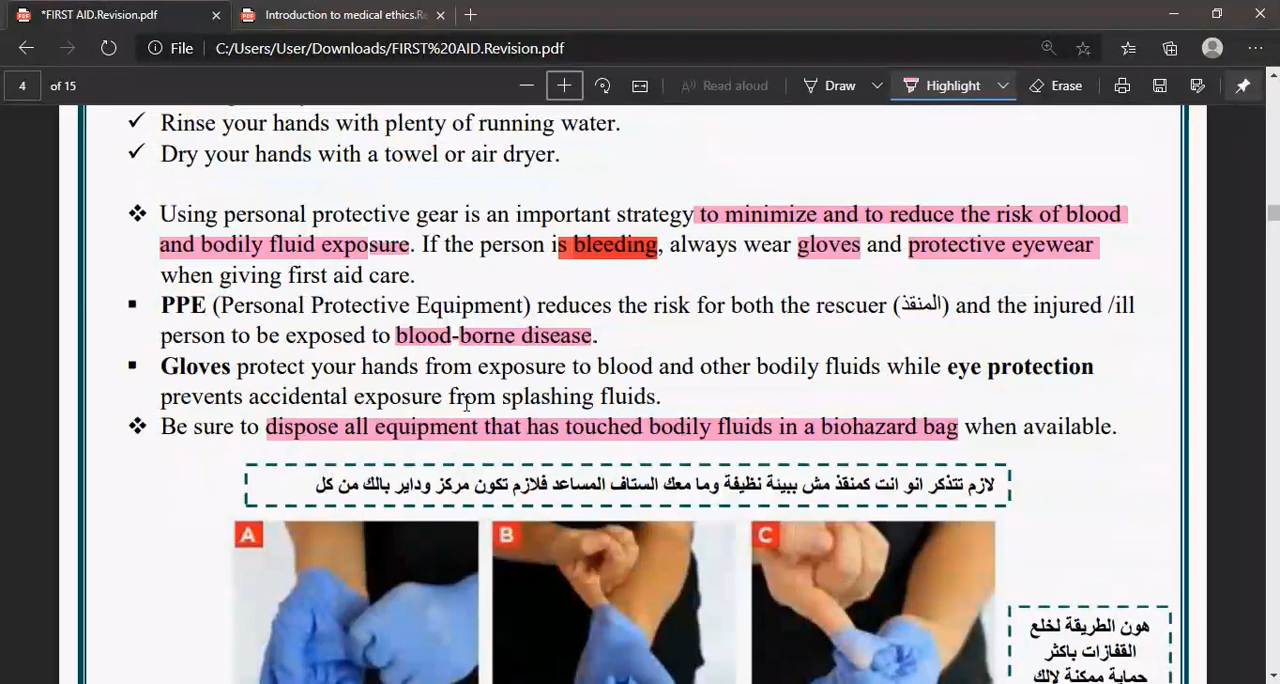 *FIRST AID.Revision.pdf
Introduction to medical ethics.Re
File
C:/Users/User/Downloads/FIRST%20AID.Revision.pdf
4 of 15
Read aloud
Draw
Highlight
Erase
✓ Rinse your hands with plenty of running water.
✓ Dry your hands with a towel or air dryer.
❖ Using personal protective gear is an important strategy to minimize and to reduce the risk of blood
and bodily fluid exposure. If the person is bleeding, always wear gloves and protective eyewear
when giving first aid care.
▪ PPE (Personal Protective Equipment) reduces the risk for both the rescuer (المنقذ) and the injured /ill
person to be exposed to blood-borne disease.
▪ Gloves protect your hands from exposure to blood and other bodily fluids while eye protection
prevents accidental exposure from splashing fluids.
❖ Be sure to dispose all equipment that has touched bodily fluids in a biohazard bag when available.
لازم تتذكر انو انت كمنقذ مش ببيئة نظيفة وما معك الستاف المساعد فلازم تكون مركز وداير بالك من كل
A
B
C
هون الطريقة لخلع
القفازات باكثر
حماية ممكنة لالك